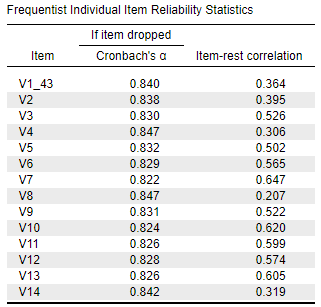 Frequentist Individual Item Reliability Statistics
If item dropped
Item Cronbach's α Item-rest correlation
V1_43 0.840 0.364
V2 0.838 0.395
V3 0.830 0.526
V4 0.847 0.306
V5 0.832 0.502
V6 0.829 0.565
V7 0.822 0.647
V8 0.847 0.207
V9 0.831 0.522
V10 0.824 0.620
V11 0.826 0.599
V12 0.828 0.574
V13 0.826 0.605
V14 0.842 0.319